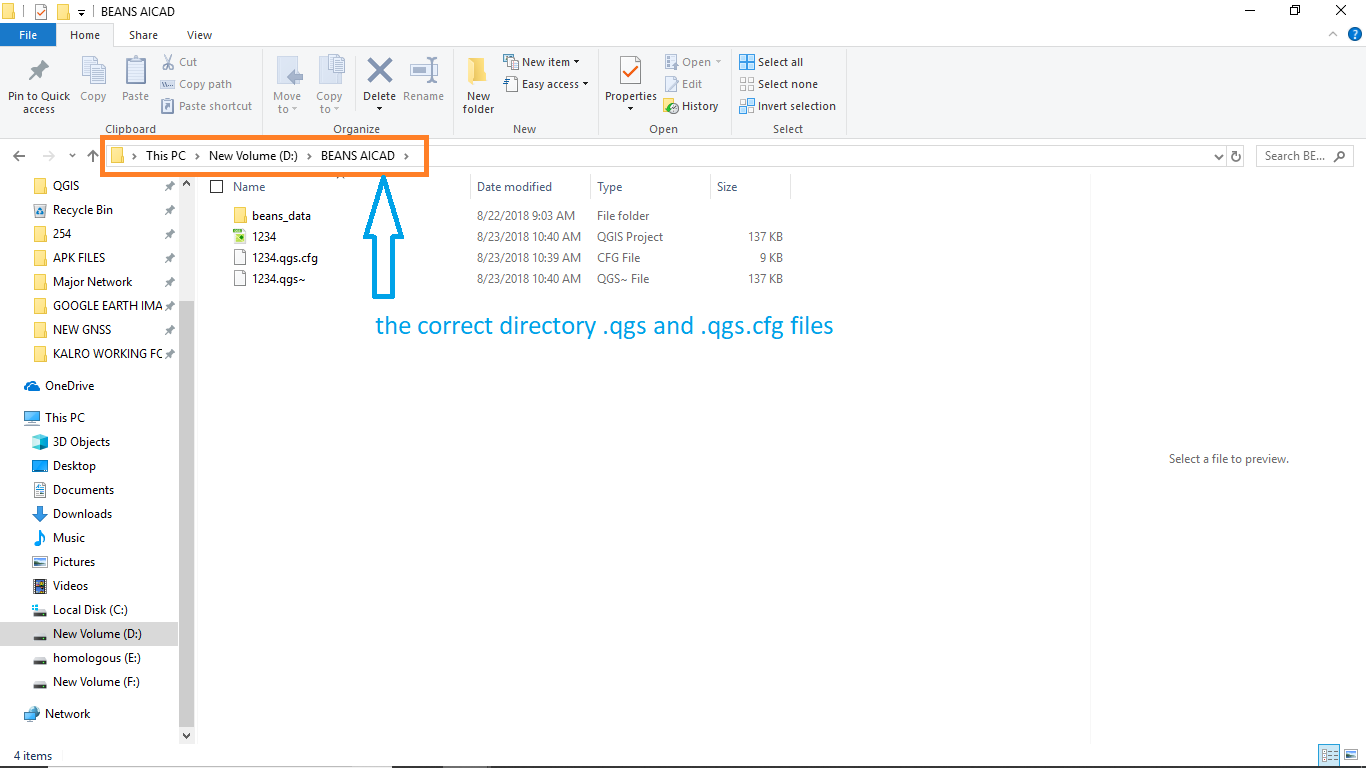 BEANS AICAD
File Home Share View
Pin to Quick access
Copy
Paste
Cut
Copy path
Paste shortcut
Clipboard
Move to
Copy to
Delete
Rename
Organize
New folder
New item
Easy access
New
Properties
Open
Edit
History
Open
Select all
Select none
Invert selection
Select
This PC > New Volume (D:) > BEANS AICAD >
Search BE...
QGIS
Recycle Bin
254
APK FILES
Major Network
GOOGLE EARTH IMA
NEW GNSS
KALRO WORKING FC
OneDrive
This PC
3D Objects
Desktop
Documents
Downloads
Music
Pictures
Videos
Local Disk (C:)
New Volume (D:)
homologous (E:)
New Volume (F:)
Network
Name Date modified Type Size
beans_data 8/22/2018 9:03 AM File folder
1234 8/23/2018 10:40 AM QGIS Project 137 KB
1234.qgs.cfg 8/23/2018 10:39 AM CFG File 9 KB
1234.qgs~ 8/23/2018 10:40 AM QGS~ File 137 KB
the correct directory .qgs and .qgs.cfg files
Select a file to preview.
4 items